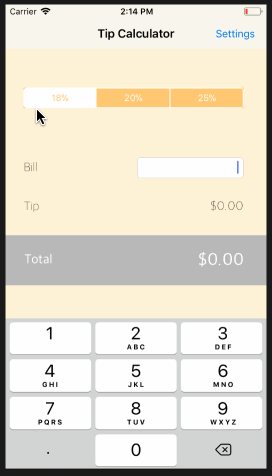 Carrier 2:14 PM
Tip Calculator Settings
18% 20% 25%
Bill
Tip $0.00
Total $0.00
1 2 3
ABC DEF
4 5 6
GHI JKL MNO
7 8 9
PQRS TUV WXYZ
. 0